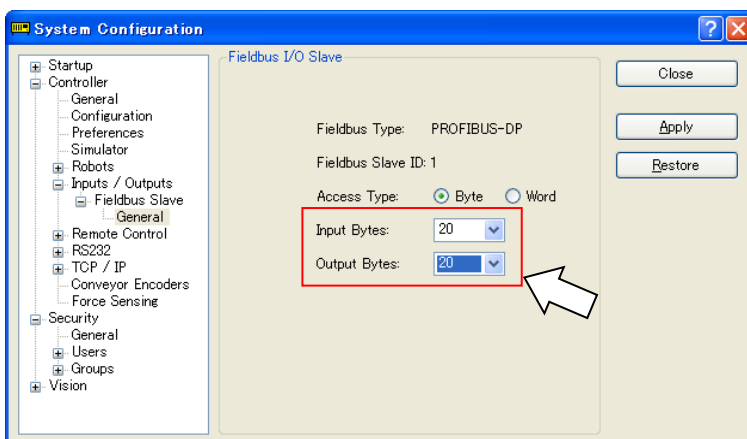 System Configuration
Startup
Controller
General
Configuration
Preferences
Simulator
Robots
Inputs / Outputs
Fieldbus Slave
General
Remote Control
RS232
TCP / IP
Conveyor Encoders
Force Sensing
Security
General
Users
Groups
Vision
Fieldbus I/O Slave
Fieldbus Type: PROFIBUS-DP
Fieldbus Slave ID: 1
Access Type: Byte Word
Input Bytes: 20
Output Bytes: 20
Close
Apply
Restore